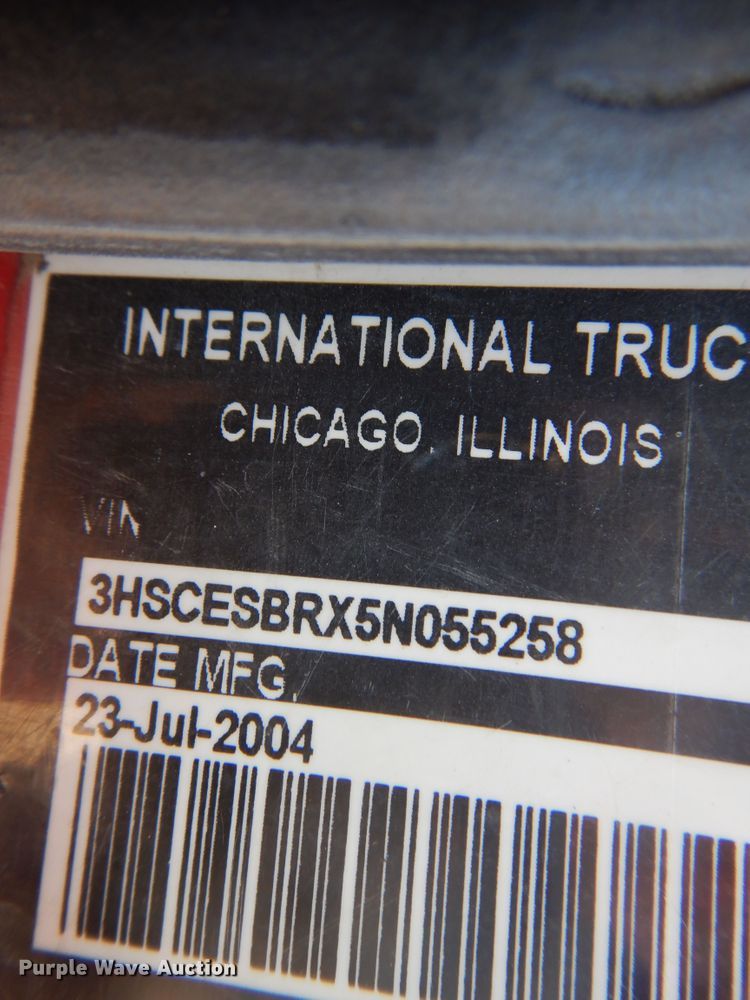 INTERNATIONAL TRUC
CHICAGO, ILLINOIS
VIN
3HSCESBRX5N055258
DATE MFG.
23-Jul-2004
Purple Wave Auction